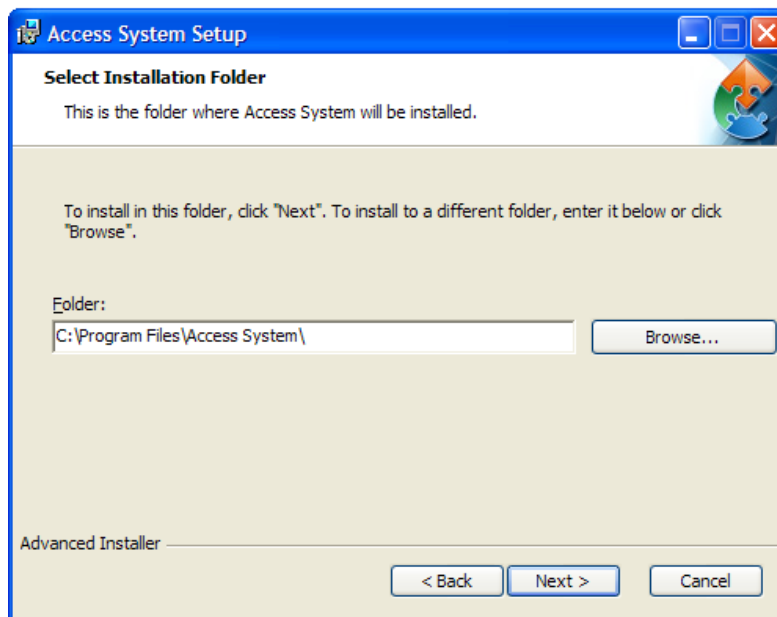 Access System Setup
Select Installation Folder
This is the folder where Access System will be installed.
To install in this folder, click "Next". To install to a different folder, enter it below or click
"Browse".
Folder:
C:\Program Files\Access System\
Browse...
Advanced Installer
< Back
Next >
Cancel